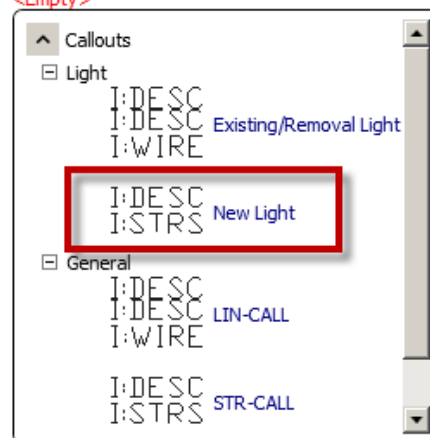 <Empty>
Callouts
Light
I:DESC
I:DESC
I:WIRE
Existing/Removal Light
I:DESC
I:STRS
New Light
General
I:DESC
I:DESC
I:WIRE
LIN-CALL
I:DESC
I:STRS
STR-CALL